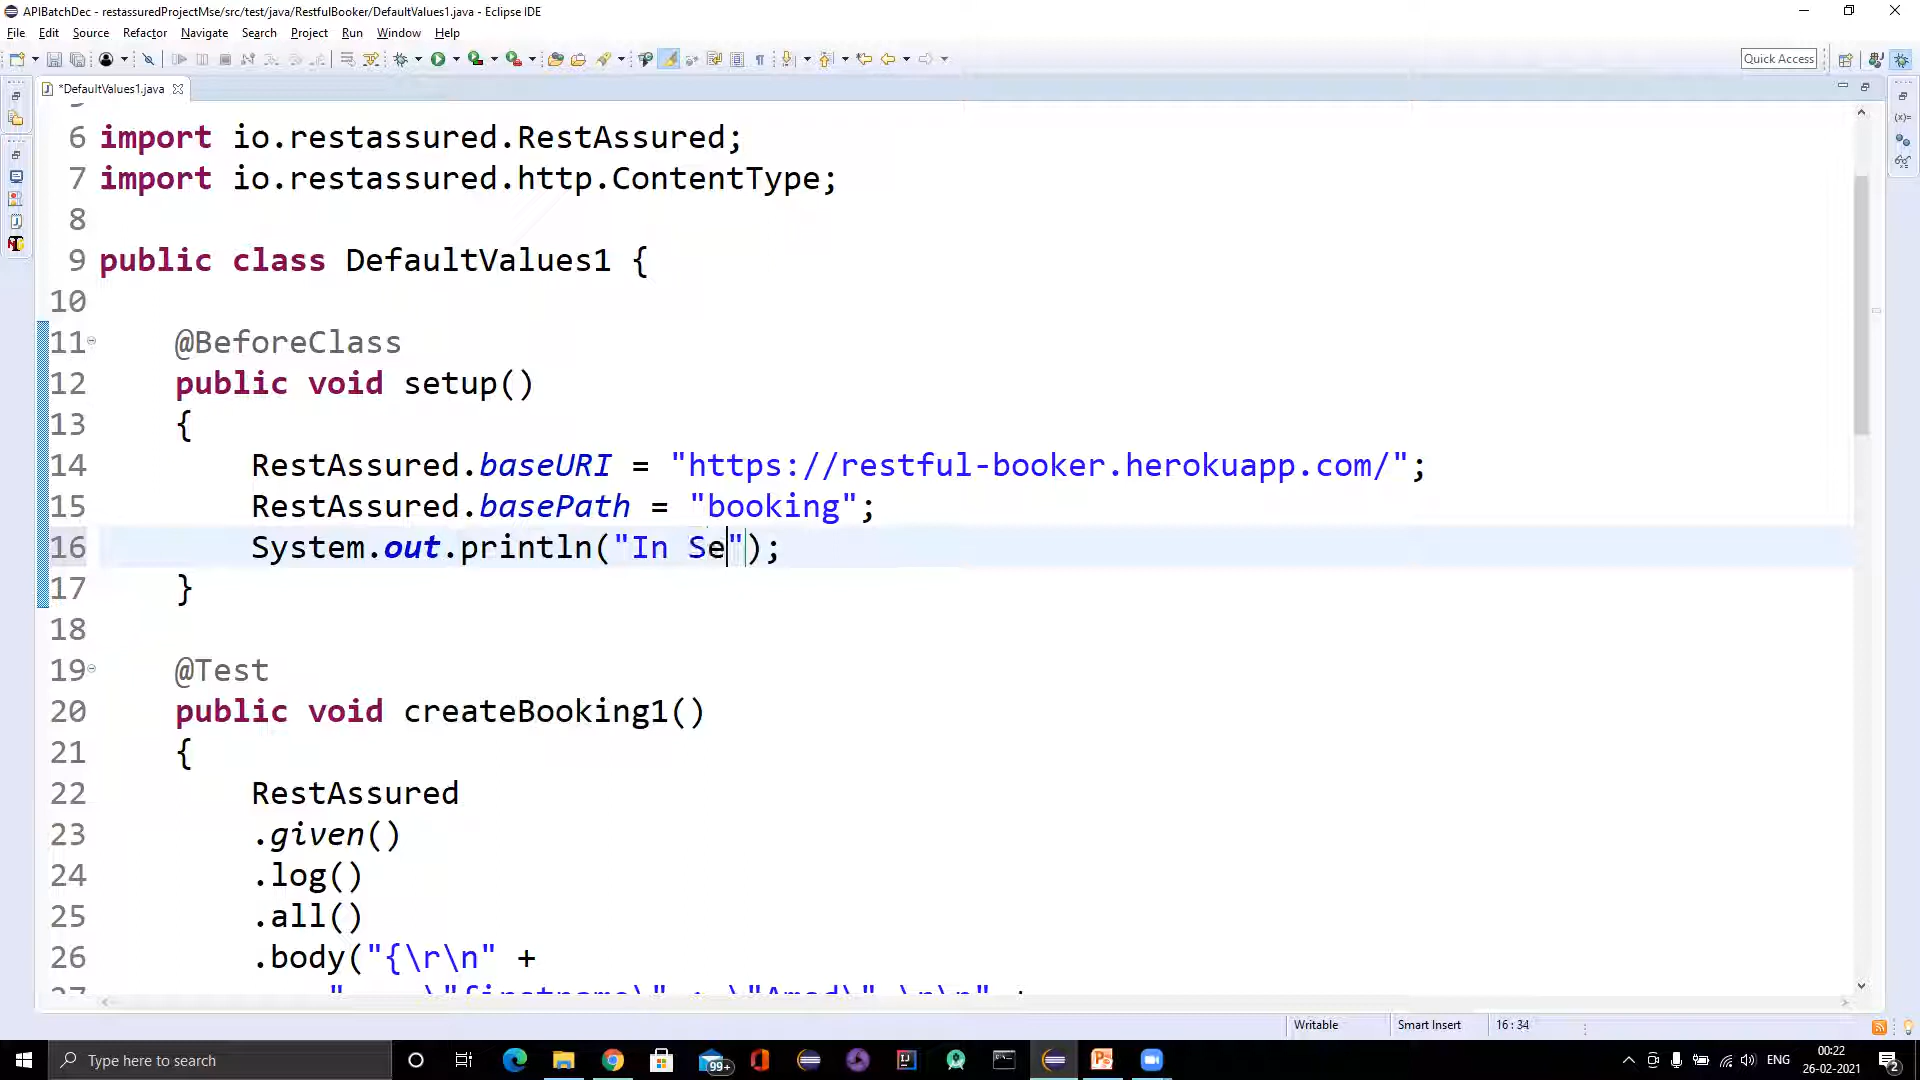 APIBatchDec - restassuredProjectMse/src/test/java/RestfulBooker/DefaultValues1.java - Eclipse IDE
File Edit Source Refactor Navigate Search Project Run Window Help
Quick Access
*DefaultValues1.java
6 import io.restassured.RestAssured;
7 import io.restassured.http.ContentType;
8
9 public class DefaultValues1 {
10
11 @BeforeClass
12 public void setup()
13 {
14 RestAssured.baseURI = "https://restful-booker.herokuapp.com/";
15 RestAssured.basePath = "booking";
16 System.out.println("In Se");
17 }
18
19 @Test
20 public void createBooking1()
21 {
22 RestAssured
23 .given()
24 .log()
25 .all()
26 .body("{\r\n" +
Writable Smart Insert 16 : 34
Type here to search
99+
ENG
00:22
26-02-2021
2